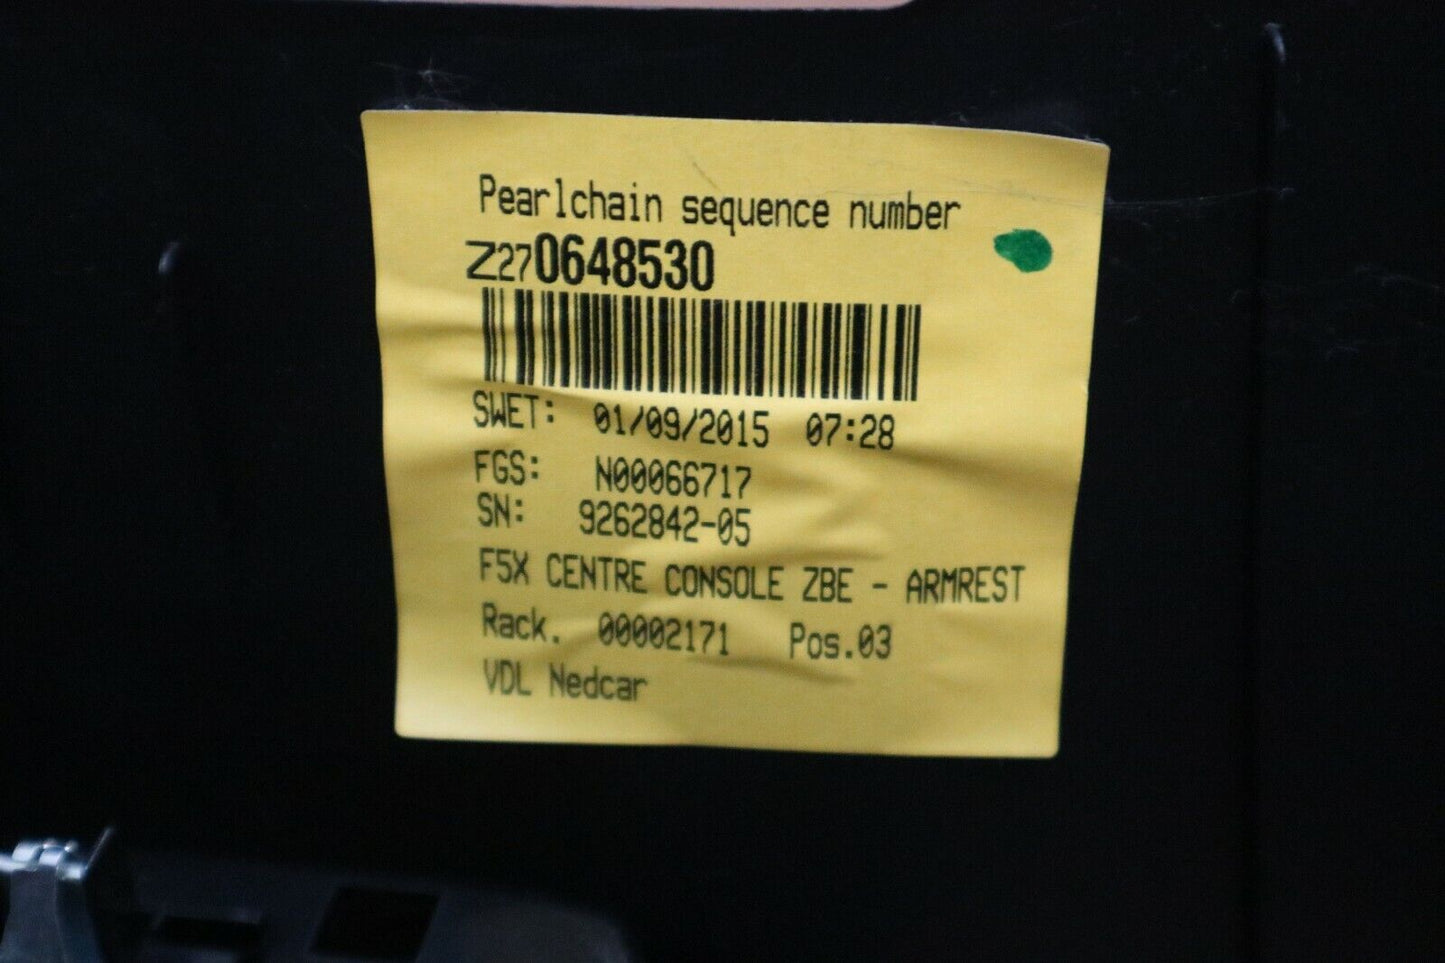 Pearlchain sequence number
Z270648530
SWET: 01/09/2015 07:28
FGS: N00066717
SN: 9262842-05
F5X CENTRE CONSOLE ZBE - ARMREST
Rack. 00002171 Pos.03
VDL Nedcar